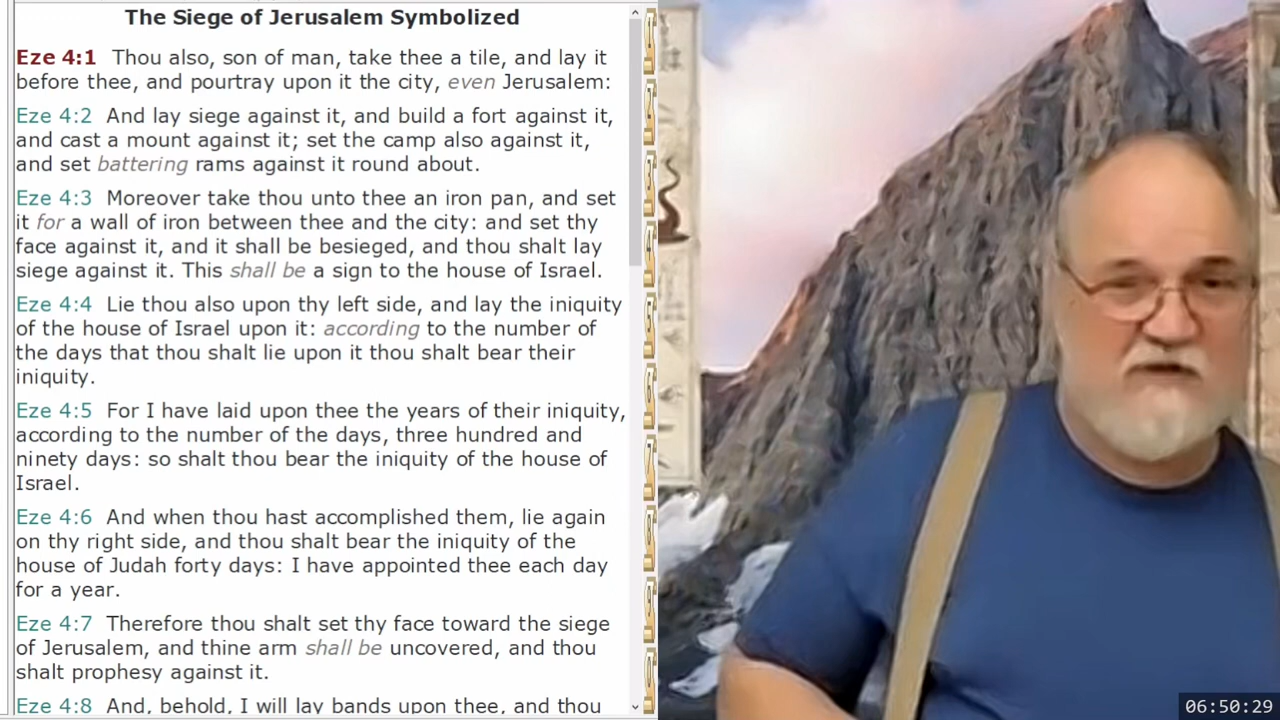 The Siege of Jerusalem Symbolized
Eze 4:1 Thou also, son of man, take thee a tile, and lay it
before thee, and pourtray upon it the city, even Jerusalem:
Eze 4:2 And lay siege against it, and build a fort against it,
and cast a mount against it; set the camp also against it,
and set battering rams against it round about.
Eze 4:3 Moreover take thou unto thee an iron pan, and set
it for a wall of iron between thee and the city: and set thy
face against it, and it shall be besieged, and thou shalt lay
siege against it. This shall be a sign to the house of Israel.
Eze 4:4 Lie thou also upon thy left side, and lay the iniquity
of the house of Israel upon it: according to the number of
the days that thou shalt lie upon it thou shalt bear their
iniquity.
Eze 4:5 For I have laid upon thee the years of their iniquity,
according to the number of the days, three hundred and
ninety days: so shalt thou bear the iniquity of the house of
Israel.
Eze 4:6 And when thou hast accomplished them, lie again
on thy right side, and thou shalt bear the iniquity of the
house of Judah forty days: I have appointed thee each day
for a year.
Eze 4:7 Therefore thou shalt set thy face toward the siege
of Jerusalem, and thine arm shall be uncovered, and thou
shalt prophesy against it.
Eze 4:8 And, behold, I will lay bands upon thee, and thou
06:50:29